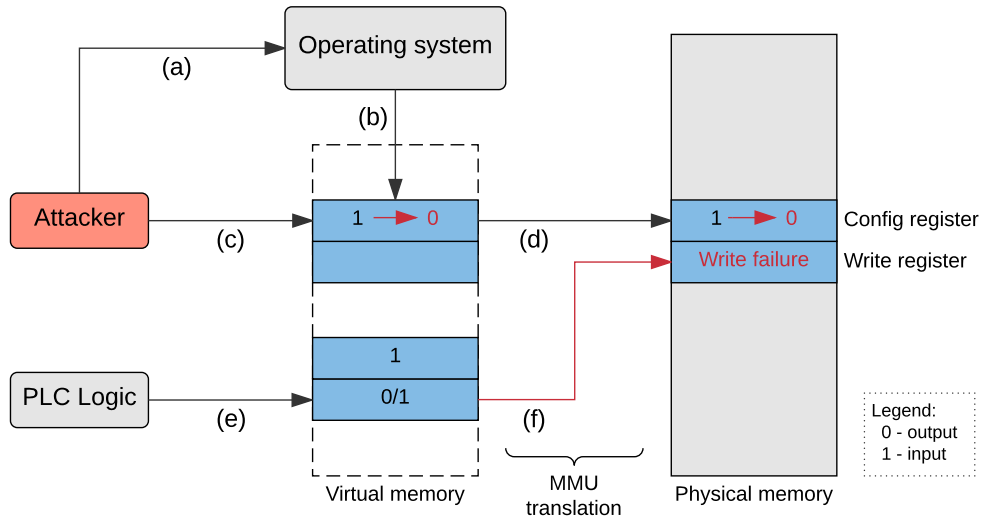 Operating system
(a)
(b)
Attacker
1 0
(c)
(d)
1 0
Config register
Write failure
Write register
1
PLC Logic
0/1
(e)
(f)
Legend:
0 - output
1 - input
MMU
translation
Virtual memory
Physical memory